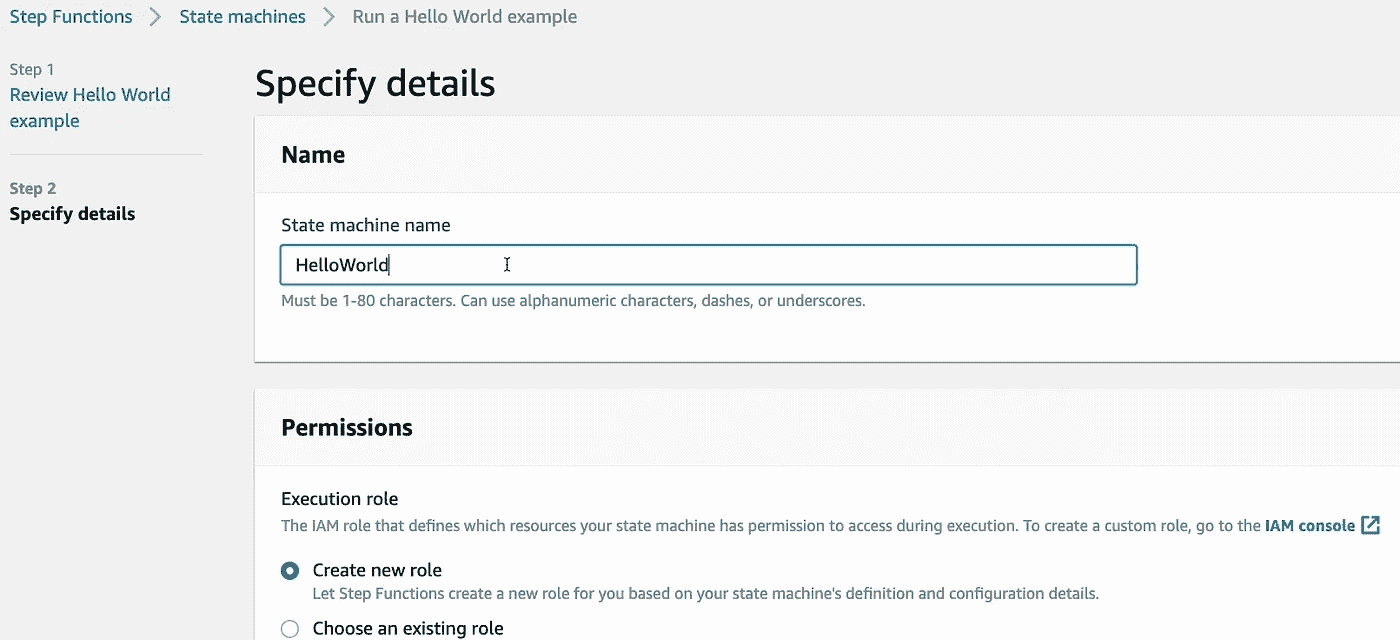 Step Functions > State machines > Run a Hello World example
Step 1
Review Hello World
example
Step 2
Specify details
Specify details
Name
State machine name
HelloWorld
Must be 1-80 characters. Can use alphanumeric characters, dashes, or underscores.
Permissions
Execution role
The IAM role that defines which resources your state machine has permission to access during execution. To create a custom role, go to the IAM console
Create new role
Let Step Functions create a new role for you based on your state machine's definition and configuration details.
Choose an existing role